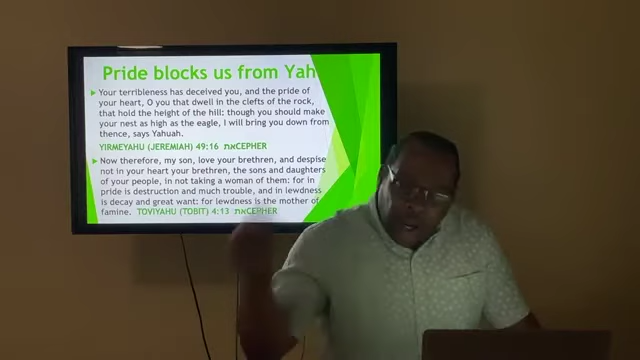 Pride blocks us from Yah
Your terribleness has deceived you, and the pride of
your heart, O you that dwell in the clefts of the rock,
that hold the height of the hill: though you should make
your nest as high as the eagle, I will bring you down from
thence, says Yahuah.
YIRMEYAHU (JEREMIAH) 49:16 את CEPHER
Now therefore, my son, love your brethren, and despise
not in your heart your brethren, the sons and daughters
of your people, in not taking a woman of them: for in
pride is destruction and much trouble, and in lewdness
is decay and great want: for lewdness is the mother of
famine. TOVIYAHU (TOBIT) 4:13 את CEPHER